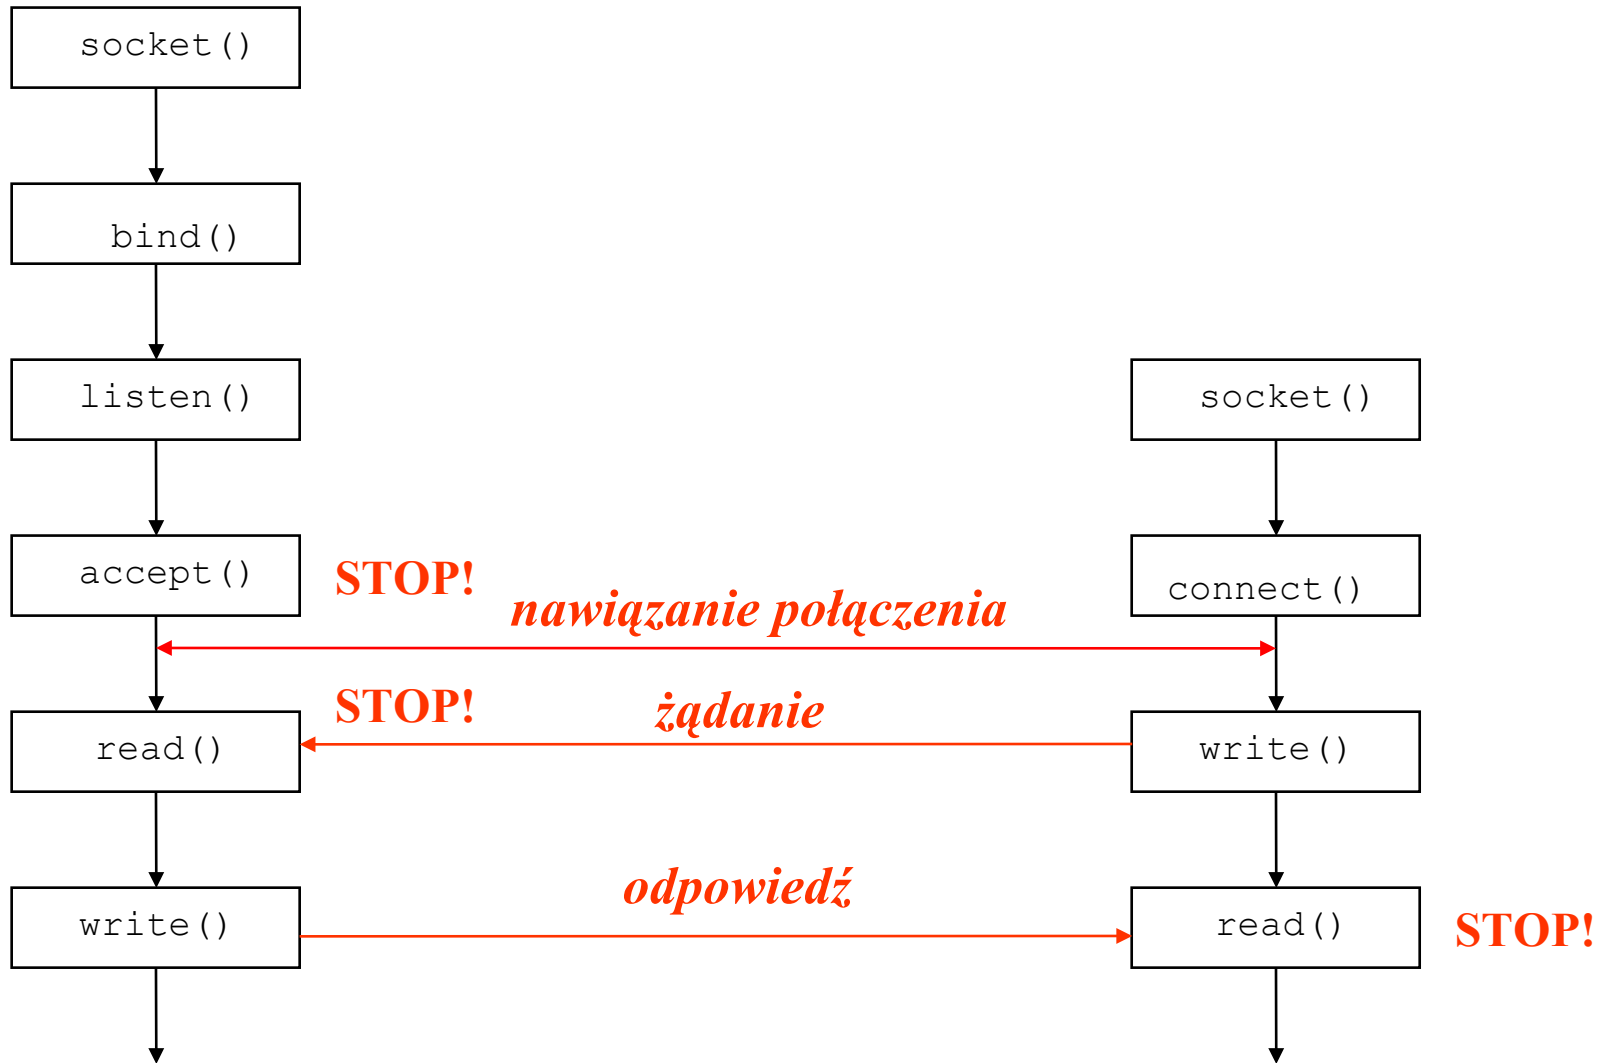 socket()
bind()
listen()
socket()
accept()
STOP!
nawiązanie połączenia
connect()
STOP!
żądanie
read()
write()
odpowiedź
write()
read()
STOP!